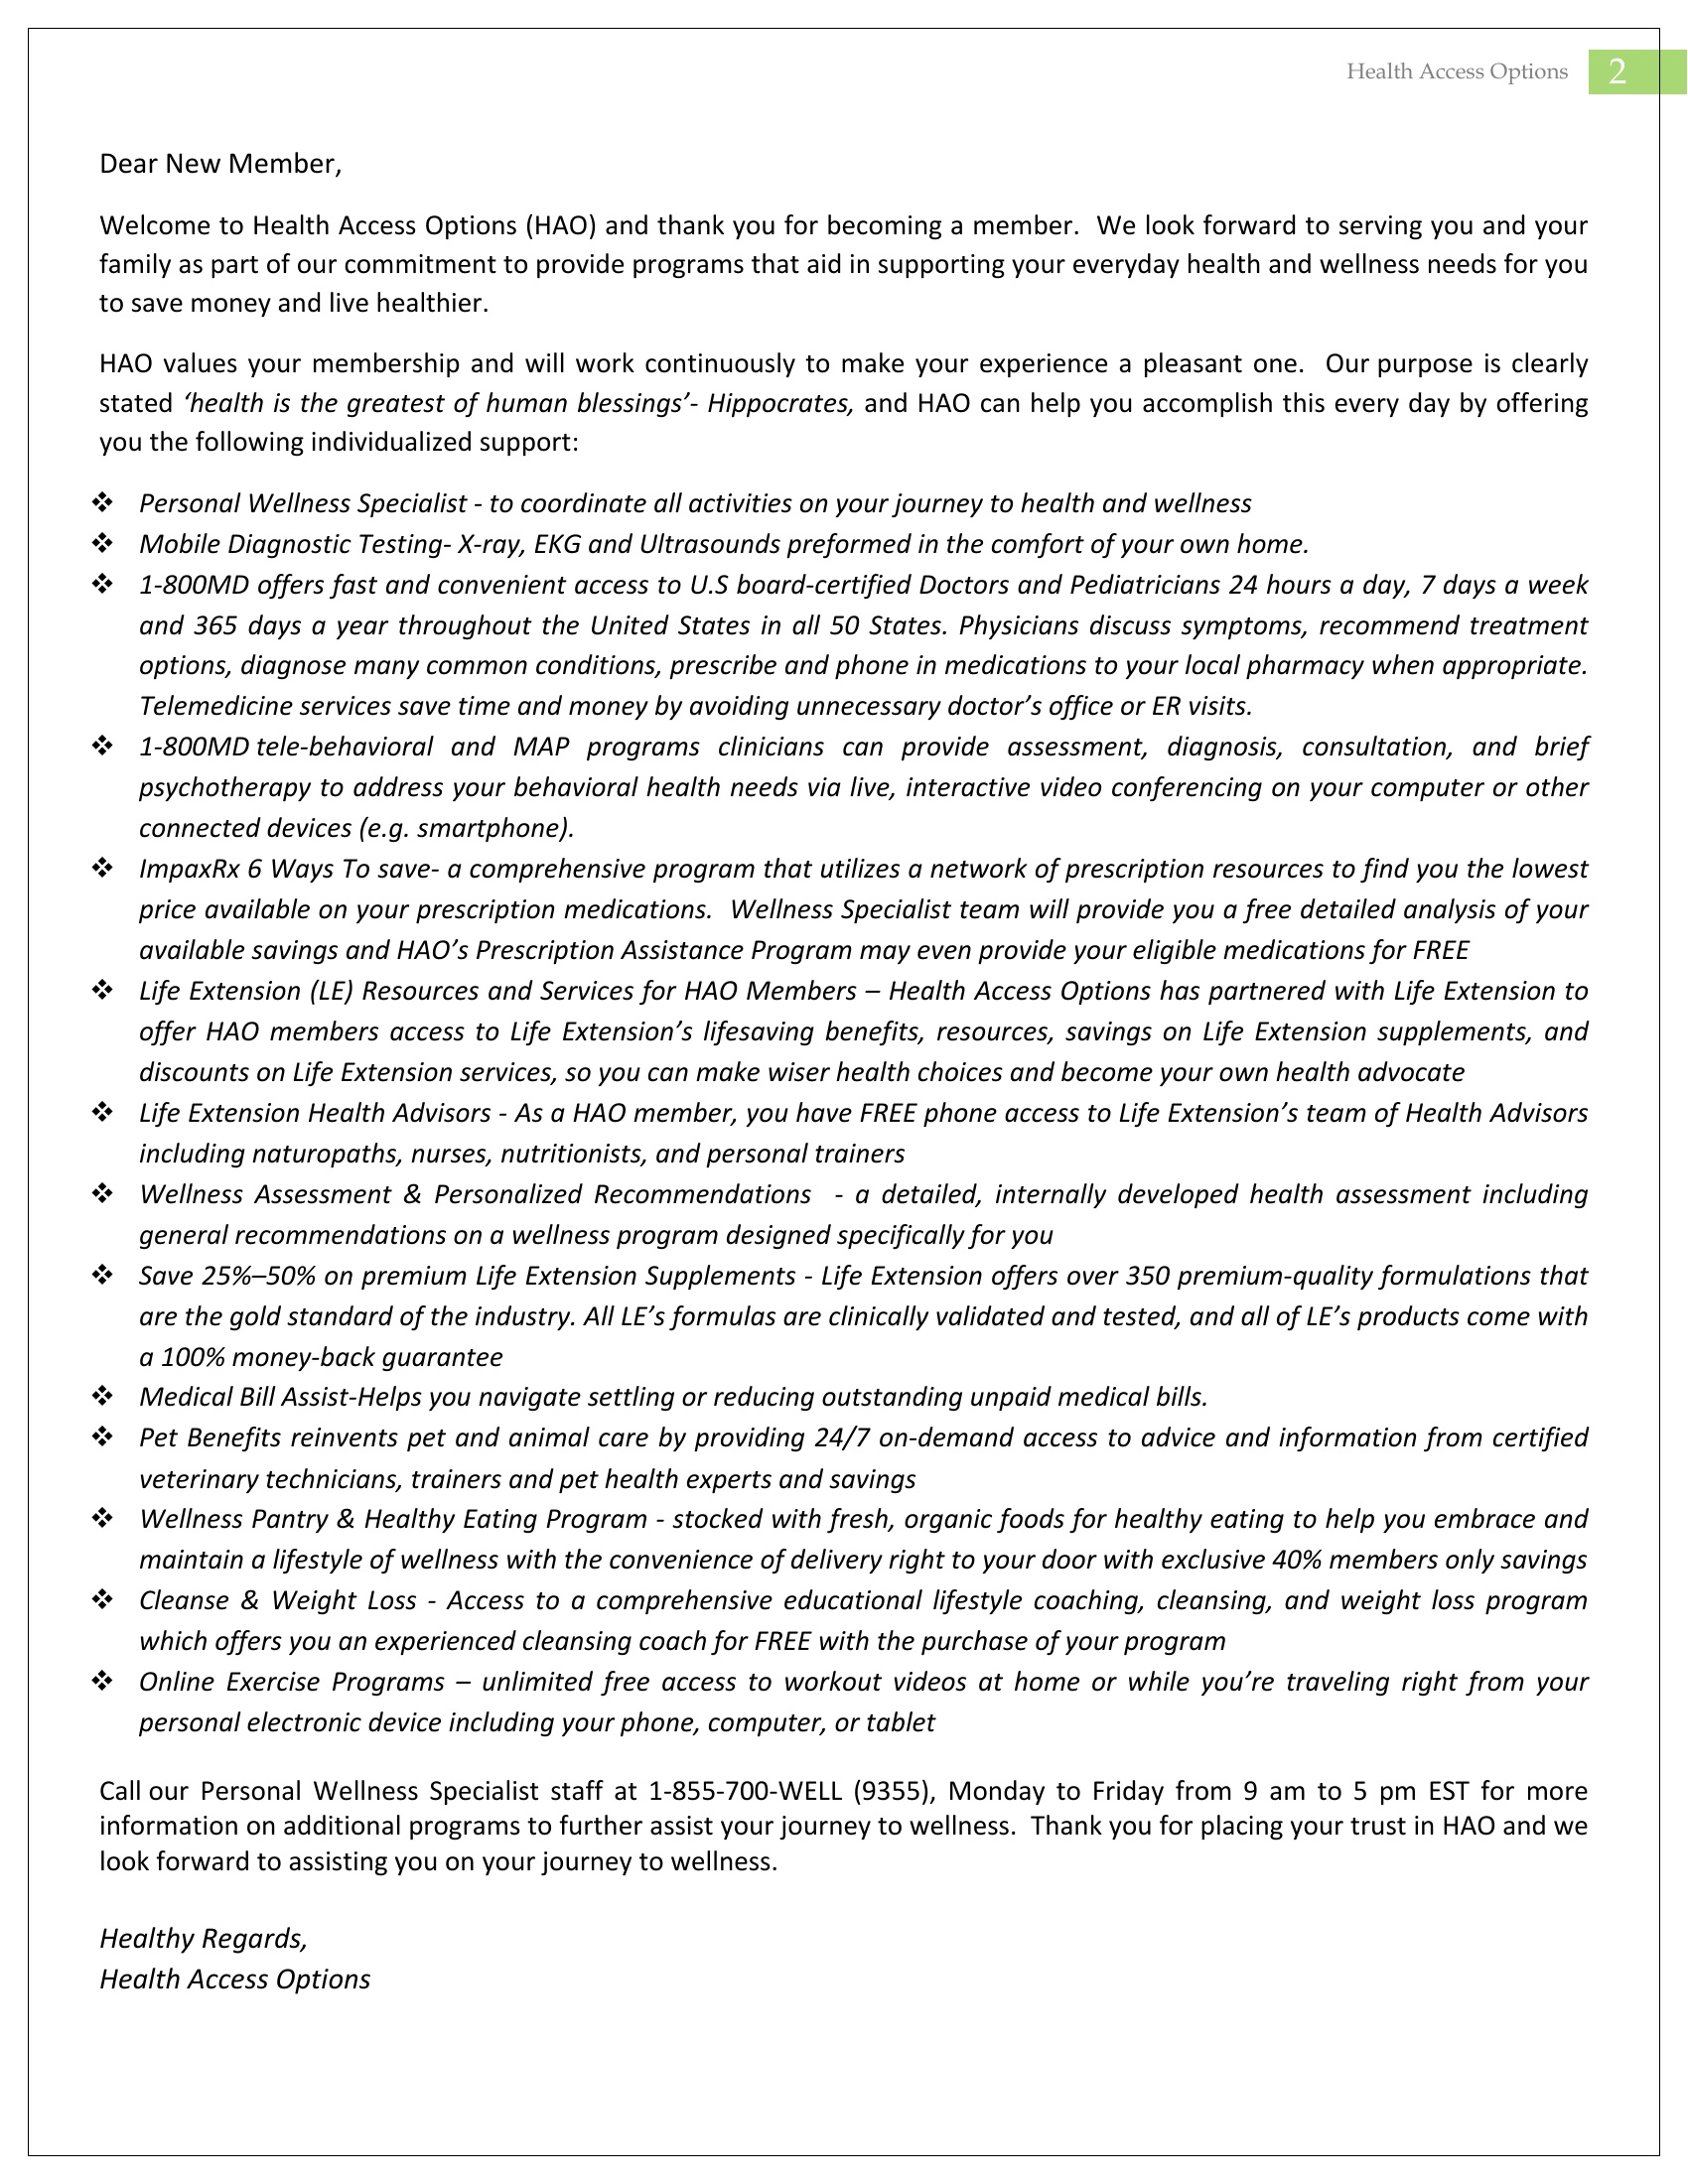 Health Access Options 2
Dear New Member,
Welcome to Health Access Options (HAO) and thank you for becoming a member.  We look forward to serving you and your
family as part of our commitment to provide programs that aid in supporting your everyday health and wellness needs for you
to save money and live healthier.
HAO values your membership and will work continuously to make your experience a pleasant one.  Our purpose is clearly
stated ‘health is the greatest of human blessings’- Hippocrates, and HAO can help you accomplish this every day by offering
you the following individualized support:
❖ Personal Wellness Specialist - to coordinate all activities on your journey to health and wellness
❖ Mobile Diagnostic Testing- X-ray, EKG and Ultrasounds preformed in the comfort of your own home.
❖ 1-800MD offers fast and convenient access to U.S board-certified Doctors and Pediatricians 24 hours a day, 7 days a week
and 365 days a year throughout the United States in all 50 States. Physicians discuss symptoms, recommend treatment
options, diagnose many common conditions, prescribe and phone in medications to your local pharmacy when appropriate.
Telemedicine services save time and money by avoiding unnecessary doctor’s office or ER visits.
❖ 1-800MD tele-behavioral and MAP programs clinicians can provide assessment, diagnosis, consultation, and brief
psychotherapy to address your behavioral health needs via live, interactive video conferencing on your computer or other
connected devices (e.g. smartphone).
❖ ImpaxRx 6 Ways To save- a comprehensive program that utilizes a network of prescription resources to find you the lowest
price available on your prescription medications.  Wellness Specialist team will provide you a free detailed analysis of your
available savings and HAO’s Prescription Assistance Program may even provide your eligible medications for FREE
❖ Life Extension (LE) Resources and Services for HAO Members – Health Access Options has partnered with Life Extension to
offer HAO members access to Life Extension’s lifesaving benefits, resources, savings on Life Extension supplements, and
discounts on Life Extension services, so you can make wiser health choices and become your own health advocate
❖ Life Extension Health Advisors - As a HAO member, you have FREE phone access to Life Extension’s team of Health Advisors
including naturopaths, nurses, nutritionists, and personal trainers
❖ Wellness Assessment & Personalized Recommendations  - a detailed, internally developed health assessment including
general recommendations on a wellness program designed specifically for you
❖ Save 25%–50% on premium Life Extension Supplements - Life Extension offers over 350 premium-quality formulations that
are the gold standard of the industry. All LE’s formulas are clinically validated and tested, and all of LE’s products come with
a 100% money-back guarantee
❖ Medical Bill Assist-Helps you navigate settling or reducing outstanding unpaid medical bills.
❖ Pet Benefits reinvents pet and animal care by providing 24/7 on-demand access to advice and information from certified
veterinary technicians, trainers and pet health experts and savings
❖ Wellness Pantry & Healthy Eating Program - stocked with fresh, organic foods for healthy eating to help you embrace and
maintain a lifestyle of wellness with the convenience of delivery right to your door with exclusive 40% members only savings
❖ Cleanse & Weight Loss - Access to a comprehensive educational lifestyle coaching, cleansing, and weight loss program
which offers you an experienced cleansing coach for FREE with the purchase of your program
❖ Online Exercise Programs – unlimited free access to workout videos at home or while you’re traveling right from your
personal electronic device including your phone, computer, or tablet
Call our Personal Wellness Specialist staff at 1-855-700-WELL (9355), Monday to Friday from 9 am to 5 pm EST for more
information on additional programs to further assist your journey to wellness.  Thank you for placing your trust in HAO and we
look forward to assisting you on your journey to wellness.
Healthy Regards,
Health Access Options